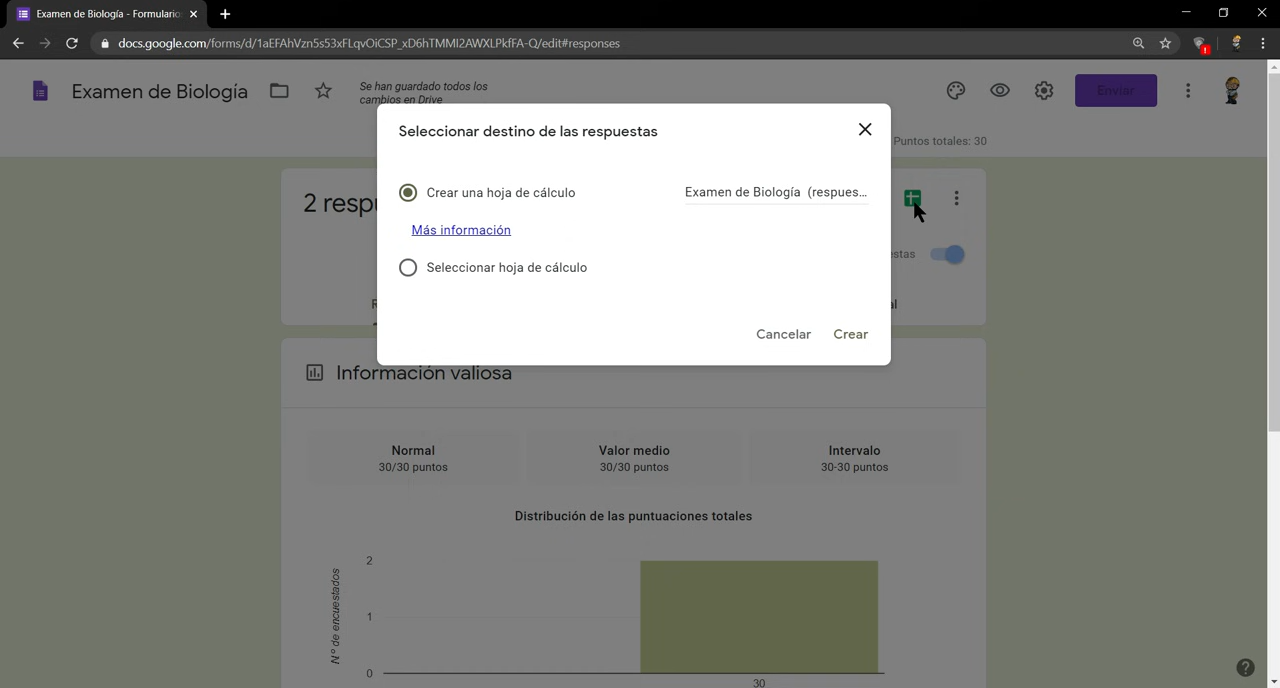 Examen de Biología - Formulario
docs.google.com/forms/d/1aEFAhVzn5s53xFLqvOiCSP_xD6hTMMI2AWXLPkfFA-Q/edit#responses
Examen de Biología
Se han guardado todos los
cambios en Drive
Enviar
Puntos totales: 30
Seleccionar destino de las respuestas
2 resp
Crear una hoja de cálculo
Examen de Biología (respues...
Más información
estas
Seleccionar hoja de cálculo
Cancelar
Crear
Información valiosa
Normal
30/30 puntos
Valor medio
30/30 puntos
Intervalo
30-30 puntos
Distribución de las puntuaciones totales
N° de encuestados
2
1
0
30